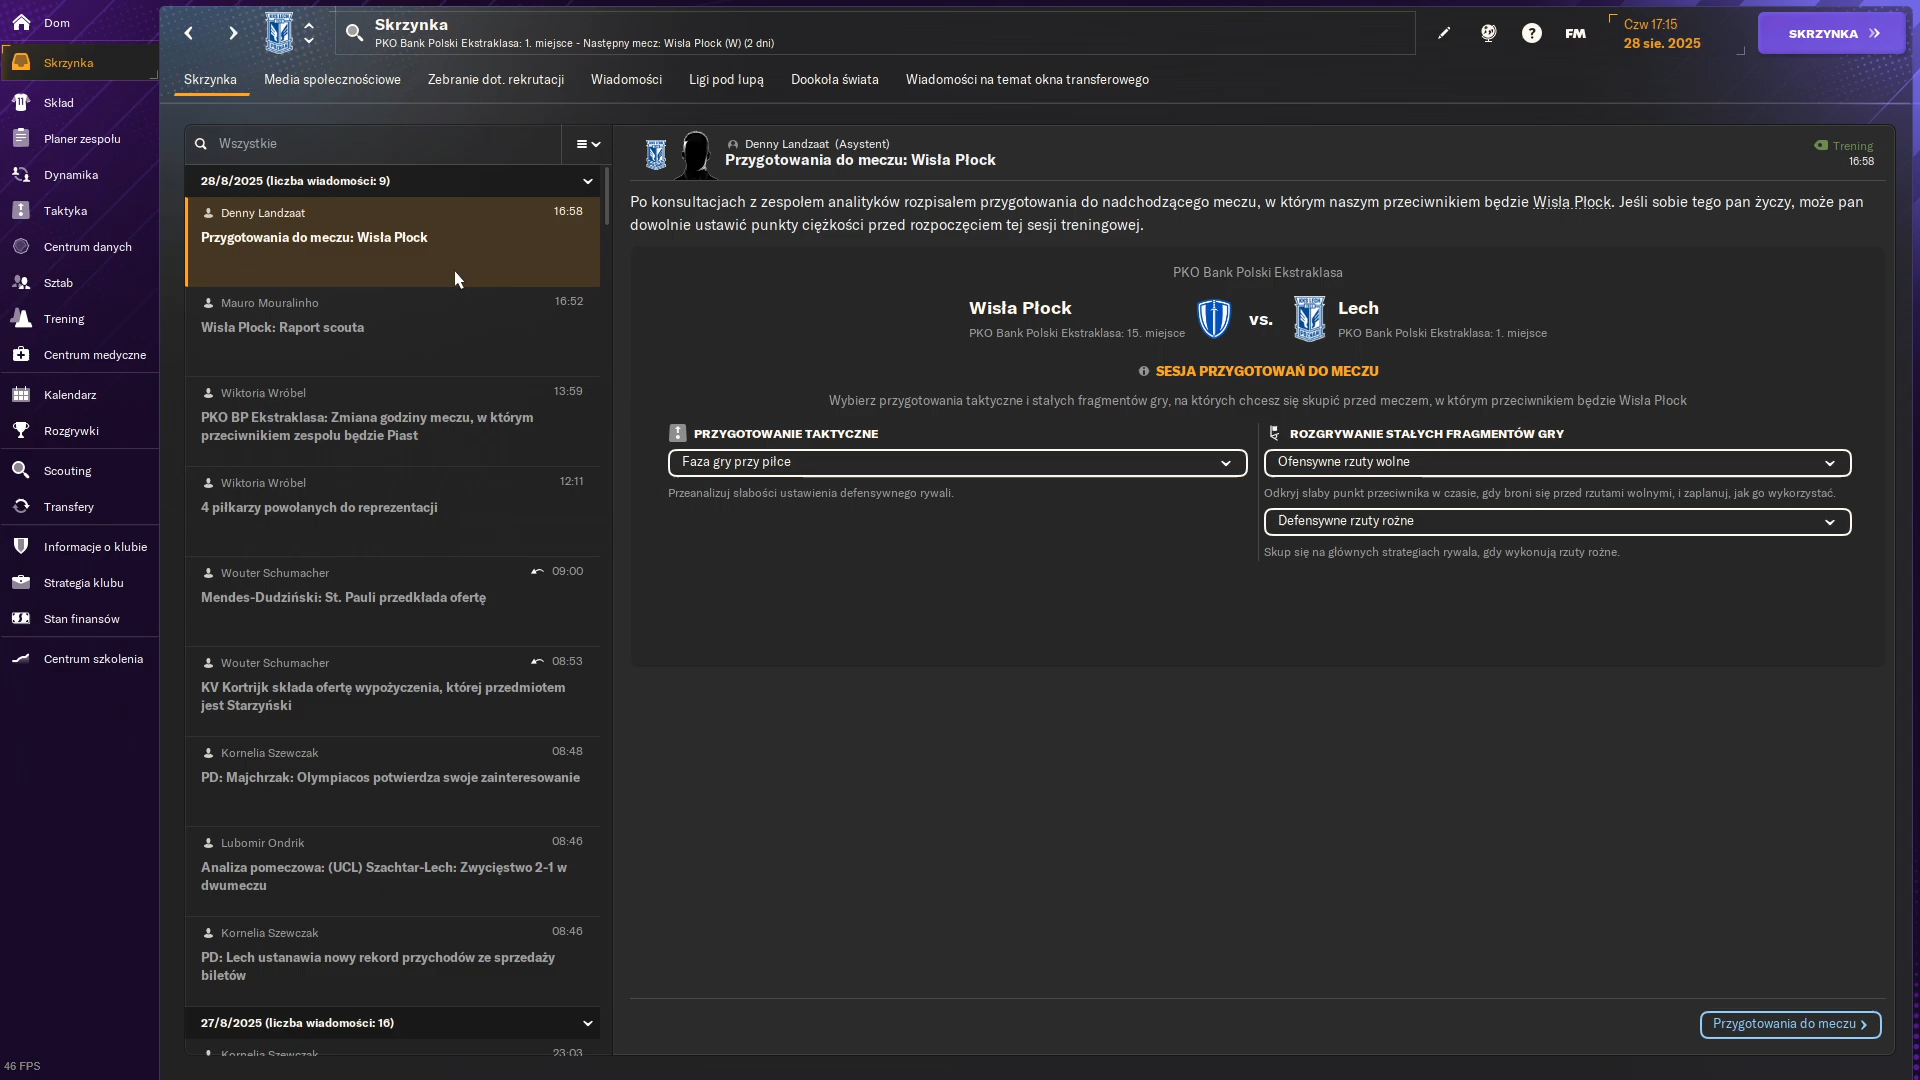 Dom
Skrzynka
Skład
Planer zespołu
Dynamika
Taktyka
Centrum danych
Sztab
Trening
Centrum medyczne
Kalendarz
Rozgrywki
Scouting
Transfery
Informacje o klubie
Strategia klubu
Stan finansów
Centrum szkolenia
46 FPS
Skrzynka
PKO Bank Polski Ekstraklasa: 1. miejsce - Następny mecz: Wisła Płock (W) (2 dni)
FM
Czw 17:15
28 sie. 2025
SKRZYNKA
Skrzynka
Media społecznościowe
Zebranie dot. rekrutacji
Wiadomości
Ligi pod lupą
Dookoła świata
Wiadomości na temat okna transferowego
Wszystkie
28/8/2025 (liczba wiadomości: 9)
Denny Landzaat 16:58
Przygotowania do meczu: Wisła Płock
Mauro Mouralinho 16:52
Wisła Płock: Raport scouta
Wiktoria Wróbel 13:59
PKO BP Ekstraklasa: Zmiana godziny meczu, w którym
przeciwnikiem zespołu będzie Piast
Wiktoria Wróbel 12:11
4 piłkarzy powołanych do reprezentacji
Wouter Schumacher 09:00
Mendes-Dudziński: St. Pauli przedkłada ofertę
Wouter Schumacher 08:53
KV Kortrijk składa ofertę wypożyczenia, której przedmiotem
jest Starzyński
Kornelia Szewczak 08:48
PD: Majchrzak: Olympiacos potwierdza swoje zainteresowanie
Lubomir Ondrik 08:46
Analiza pomeczowa: (UCL) Szachtar-Lech: Zwycięstwo 2-1 w
dwumeczu
Kornelia Szewczak 08:46
PD: Lech ustanawia nowy rekord przychodów ze sprzedaży
biletów
27/8/2025 (liczba wiadomości: 16)
Kornelia Szewczak 23:03
Denny Landzaat (Asystent)
Przygotowania do meczu: Wisła Płock
Trening
16:58
Po konsultacjach z zespołem analityków rozpisałem przygotowania do nadchodzącego meczu, w którym naszym przeciwnikiem będzie Wisła Płock. Jeśli sobie tego pan życzy, może pan
dowolnie ustawić punkty ciężkości przed rozpoczęciem tej sesji treningowej.
PKO Bank Polski Ekstraklasa
Wisła Płock
PKO Bank Polski Ekstraklasa: 15. miejsce
vs.
Lech
PKO Bank Polski Ekstraklasa: 1. miejsce
SESJA PRZYGOTOWAŃ DO MECZU
Wybierz przygotowania taktyczne i stałych fragmentów gry, na których chcesz się skupić przed meczem, w którym przeciwnikiem będzie Wisła Płock
PRZYGOTOWANIE TAKTYCZNE
Faza gry przy piłce
Przeanalizuj słabości ustawienia defensywnego rywali.
ROZGRYWANIE STAŁYCH FRAGMENTÓW GRY
Ofensywne rzuty wolne
Odkryj słaby punkt przeciwnika w czasie, gdy broni się przed rzutami wolnymi, i zaplanuj, jak go wykorzystać.
Defensywne rzuty rożne
Skup się na głównych strategiach rywala, gdy wykonują rzuty rożne.
Przygotowania do meczu